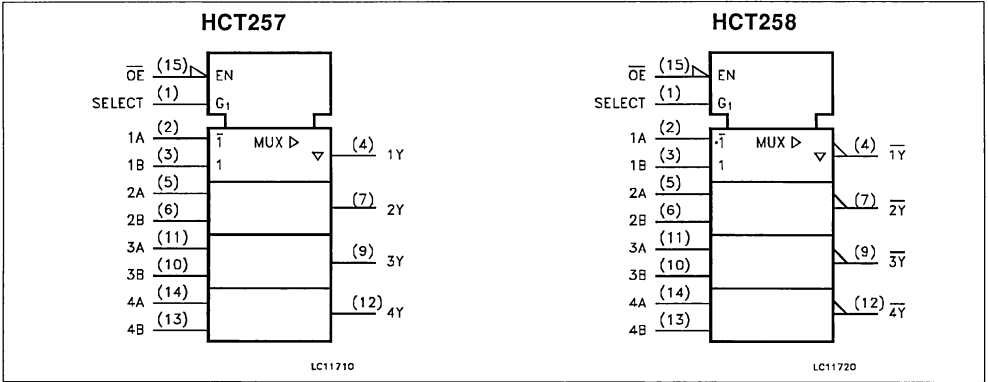 HCT257
OE (15) EN
SELECT (1) G1
1A (2) 1 MUX (4) 1Y
1B (3) 1
2A (5) (7) 2Y
2B (6)
3A (11) (9) 3Y
3B (10)
4A (14) (12) 4Y
4B (13)
LC11710
HCT258
OE (15) EN
SELECT (1) G1
1A (2) 1 MUX (4) 1Y
1B (3) 1
2A (5) (7) 2Y
2B (6)
3A (11) (9) 3Y
3B (10)
4A (14) (12) 4Y
4B (13)
LC11720